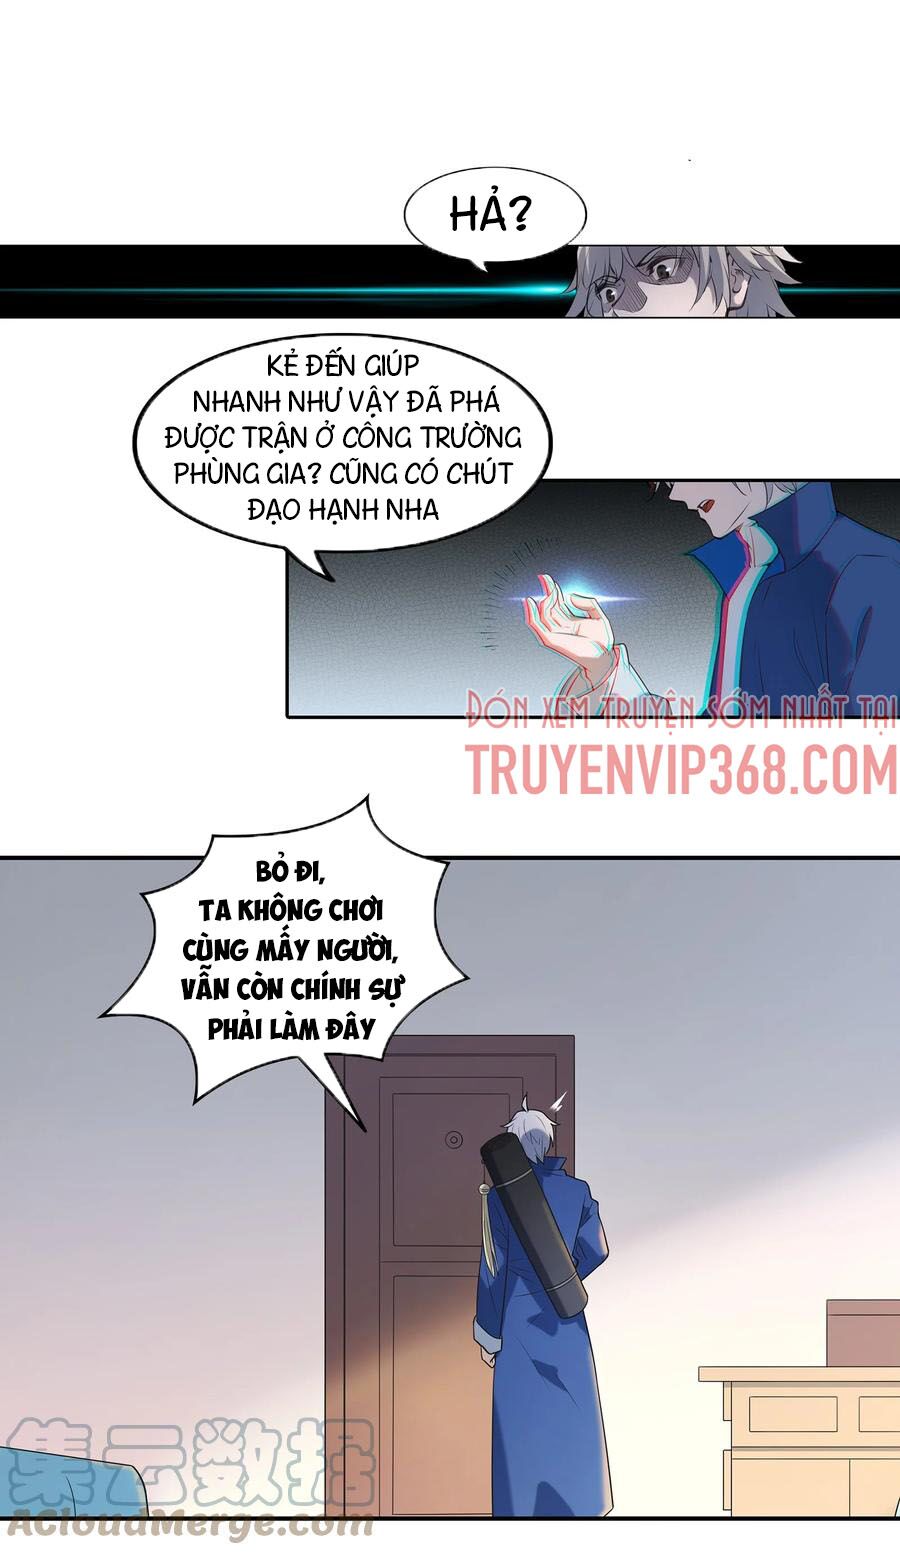 HẢ?
KẺ ĐẾN GIÚP
NHANH NHƯ VẬY ĐÃ PHÁ
ĐƯỢC TRẬN Ở CÔNG TRƯỜNG
PHÙNG GIA? CŨNG CÓ CHÚT
ĐẠO HẠNH NHA
ĐÓN XEM TRUYỆN SỚM NHẤT TẠI
TRUYENVIP368.COM
BỎ ĐI,
TA KHÔNG CHƠI
CÙNG MẤY NGƯỜI,
VẪN CÒN CHÍNH SỰ
PHẢI LÀM ĐÂY
集云数据
AcloudMerge.com